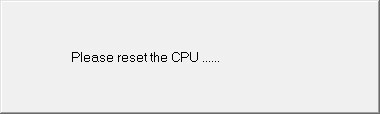 Please reset the CPU ......